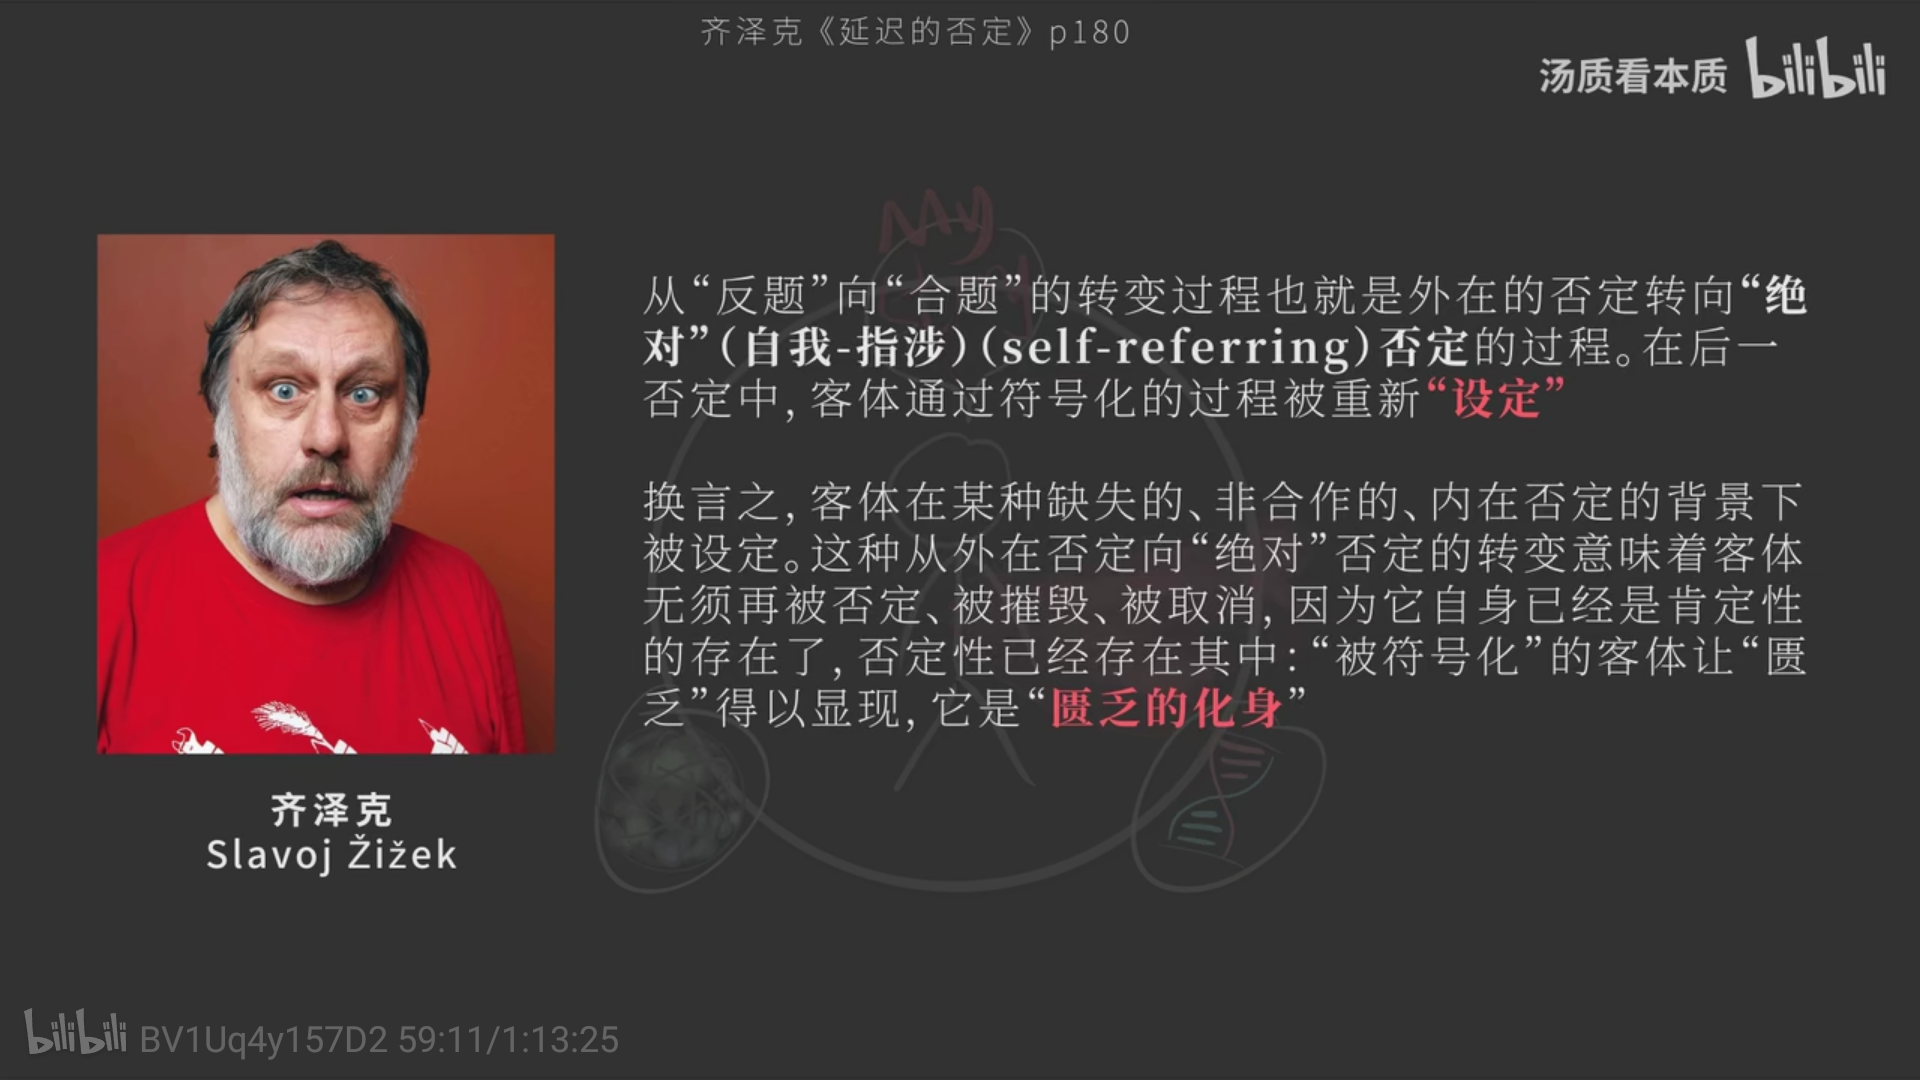 齐泽克《延迟的否定》p180
汤质看本质 bilibili
My
从“反题”向“合题”的转变过程也就是外在的否定转向“绝
对”(自我-指涉)(self-referring)否定的过程。在后一
否定中,客体通过符号化的过程被重新“设定”
换言之,客体在某种缺失的、非合作的、内在否定的背景下
被设定。这种从外在否定向“绝对”否定的转变意味着客体
无须再被否定、被摧毁、被取消,因为它自身已经是肯定性
的存在了,否定性已经存在其中:“被符号化”的客体让“匮
乏”得以显现,它是“匮乏的化身”
齐泽克
Slavoj Žižek
bilibili BV1Uq4y157D2 59:11/1:13:25